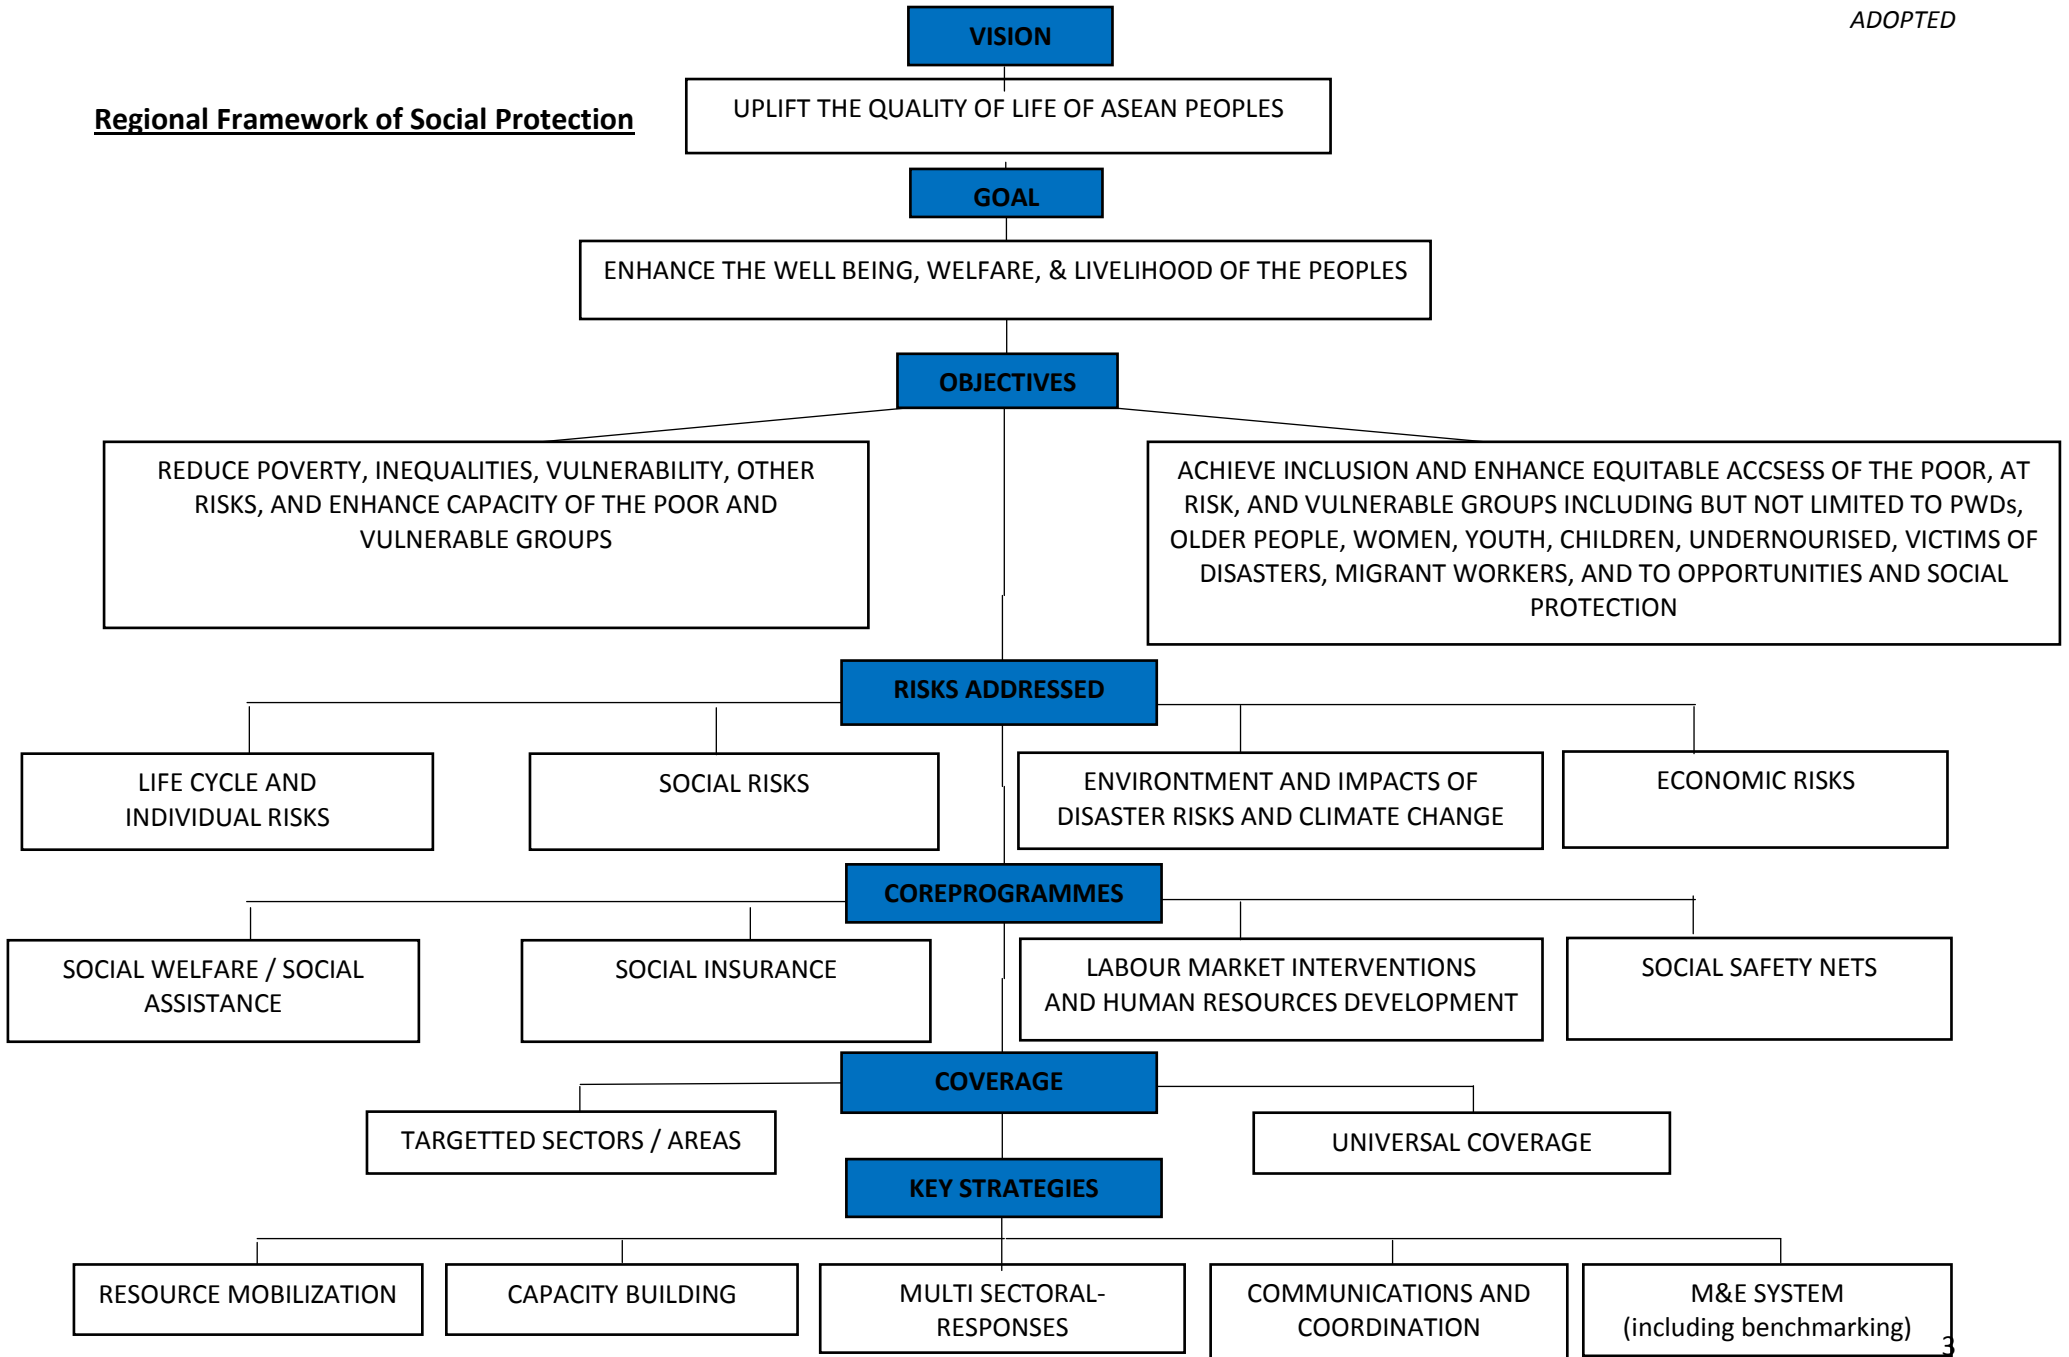 ADOPTED
VISION
Regional Framework of Social Protection
UPLIFT THE QUALITY OF LIFE OF ASEAN PEOPLES
GOAL
ENHANCE THE WELL BEING, WELFARE, & LIVELIHOOD OF THE PEOPLES
OBJECTIVES
REDUCE POVERTY, INEQUALITIES, VULNERABILITY, OTHER
RISKS, AND ENHANCE CAPACITY OF THE POOR AND
VULNERABLE GROUPS
ACHIEVE INCLUSION AND ENHANCE EQUITABLE ACCSESS OF THE POOR, AT
RISK, AND VULNERABLE GROUPS INCLUDING BUT NOT LIMITED TO PWDs,
OLDER PEOPLE, WOMEN, YOUTH, CHILDREN, UNDERNOURISED, VICTIMS OF
DISASTERS, MIGRANT WORKERS, AND TO OPPORTUNITIES AND SOCIAL
PROTECTION
RISKS ADDRESSED
LIFE CYCLE AND
INDIVIDUAL RISKS
SOCIAL RISKS
ENVIRONTMENT AND IMPACTS OF
DISASTER RISKS AND CLIMATE CHANGE
ECONOMIC RISKS
COREPROGRAMMES
SOCIAL WELFARE / SOCIAL
ASSISTANCE
SOCIAL INSURANCE
LABOUR MARKET INTERVENTIONS
AND HUMAN RESOURCES DEVELOPMENT
SOCIAL SAFETY NETS
COVERAGE
TARGETTED SECTORS / AREAS
UNIVERSAL COVERAGE
KEY STRATEGIES
RESOURCE MOBILIZATION
CAPACITY BUILDING
MULTI SECTORAL-
RESPONSES
COMMUNICATIONS AND
COORDINATION
M&E SYSTEM
(including benchmarking)
3